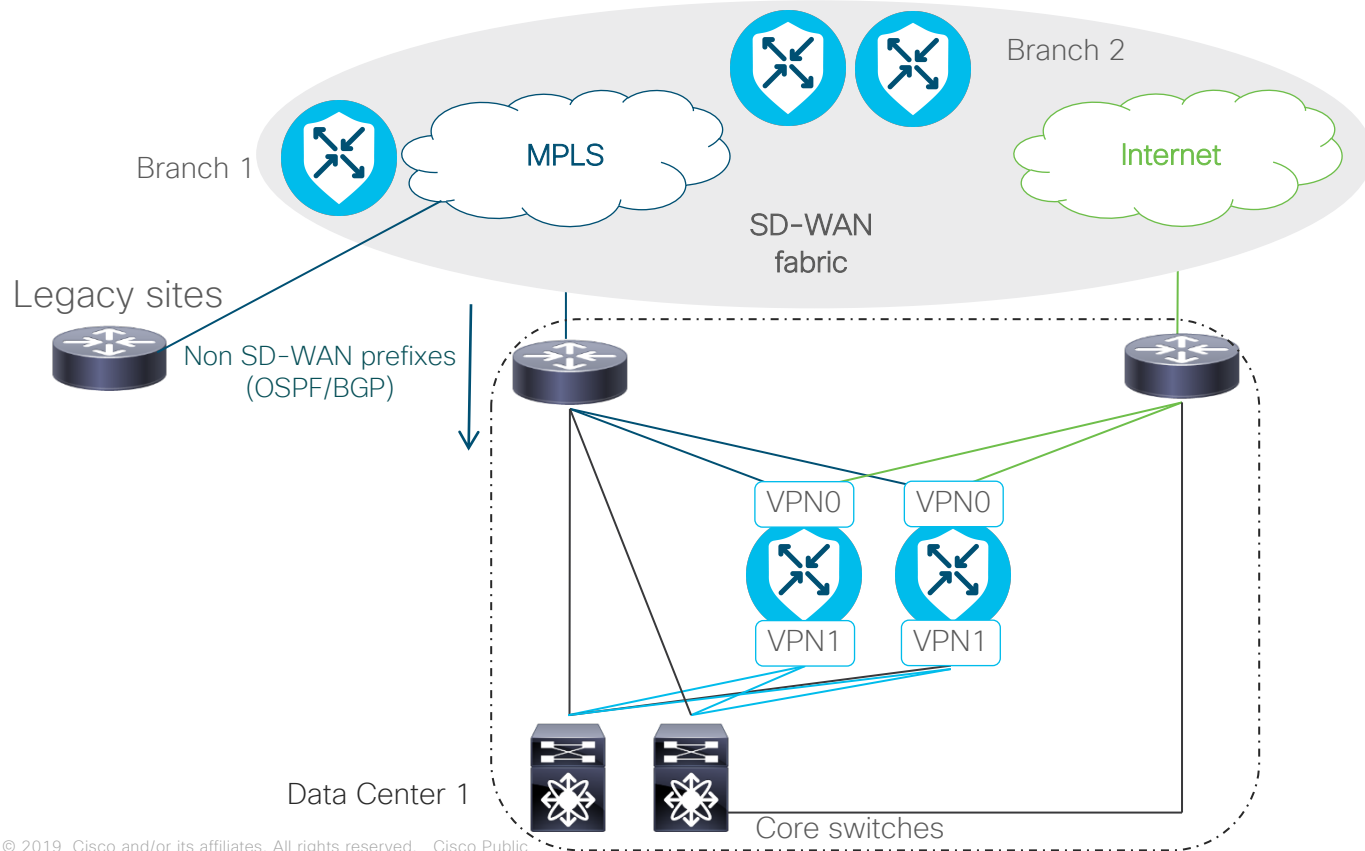 Branch 2
Branch 1
MPLS
Internet
SD-WAN
fabric
Legacy sites
Non SD-WAN prefixes
(OSPF/BGP)
VPN0
VPN0
VPN1
VPN1
Data Center 1
Core switches
© 2019 Cisco and/or its affiliates. All rights reserved. Cisco Public